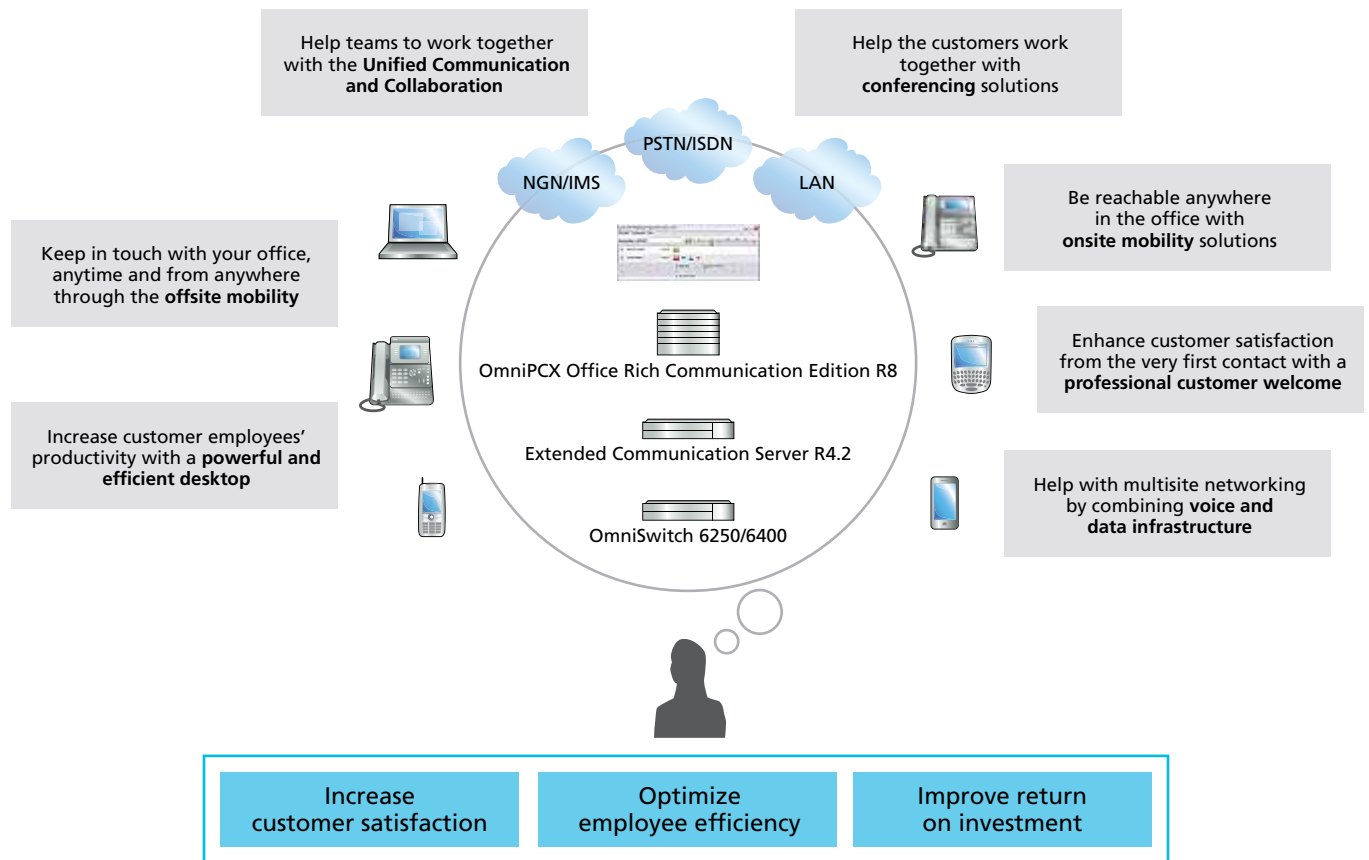 Help teams to work together
with the Unified Communication
and Collaboration
Help the customers work
together with
conferencing solutions
PSTN/ISDN
NGN/IMS
LAN
Be reachable anywhere
in the office with
onsite mobility solutions
Keep in touch with your office,
anytime and from anywhere
through the offsite mobility
Enhance customer satisfaction
from the very first contact with a
professional customer welcome
OmniPCX Office Rich Communication Edition R8
Increase customer employees’
productivity with a powerful and
efficient desktop
Extended Communication Server R4.2
Help with multisite networking
by combining voice and
data infrastructure
OmniSwitch 6250/6400
Increase
customer satisfaction
Optimize
employee efficiency
Improve return
on investment